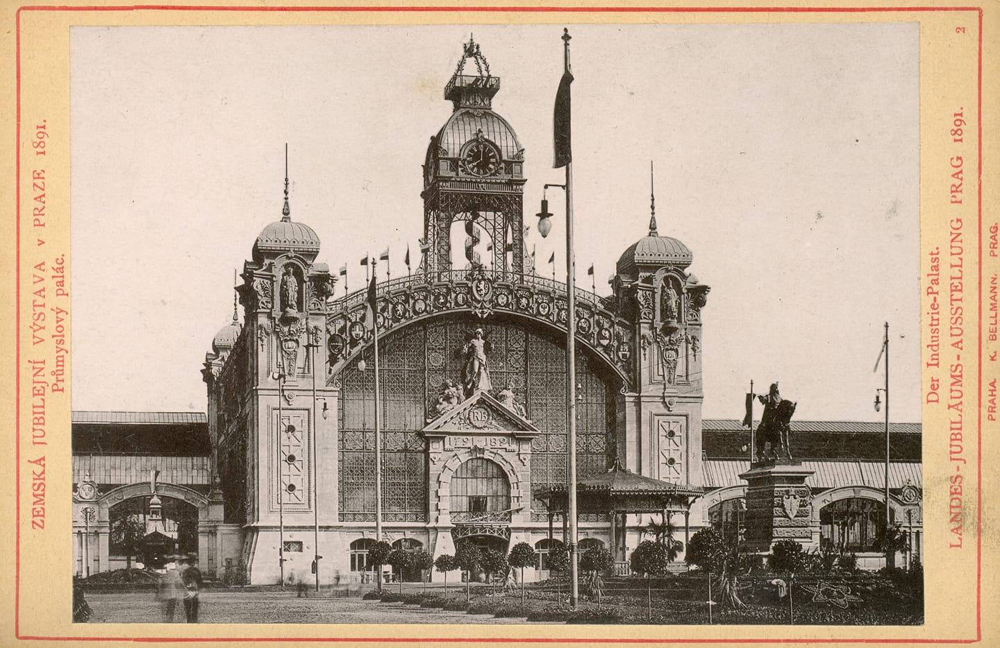 ZEMSKÁ JUBILEJNÍ VÝSTAVA v PRAZE 1891.
Průmyslový palác.
RB
1791-1891
2
Der Industrie-Palast.
LANDES-JUBILÄUMS-AUSSTELLUNG PRAG 1891.
PRAHA. K. BELLMANN. PRAG.